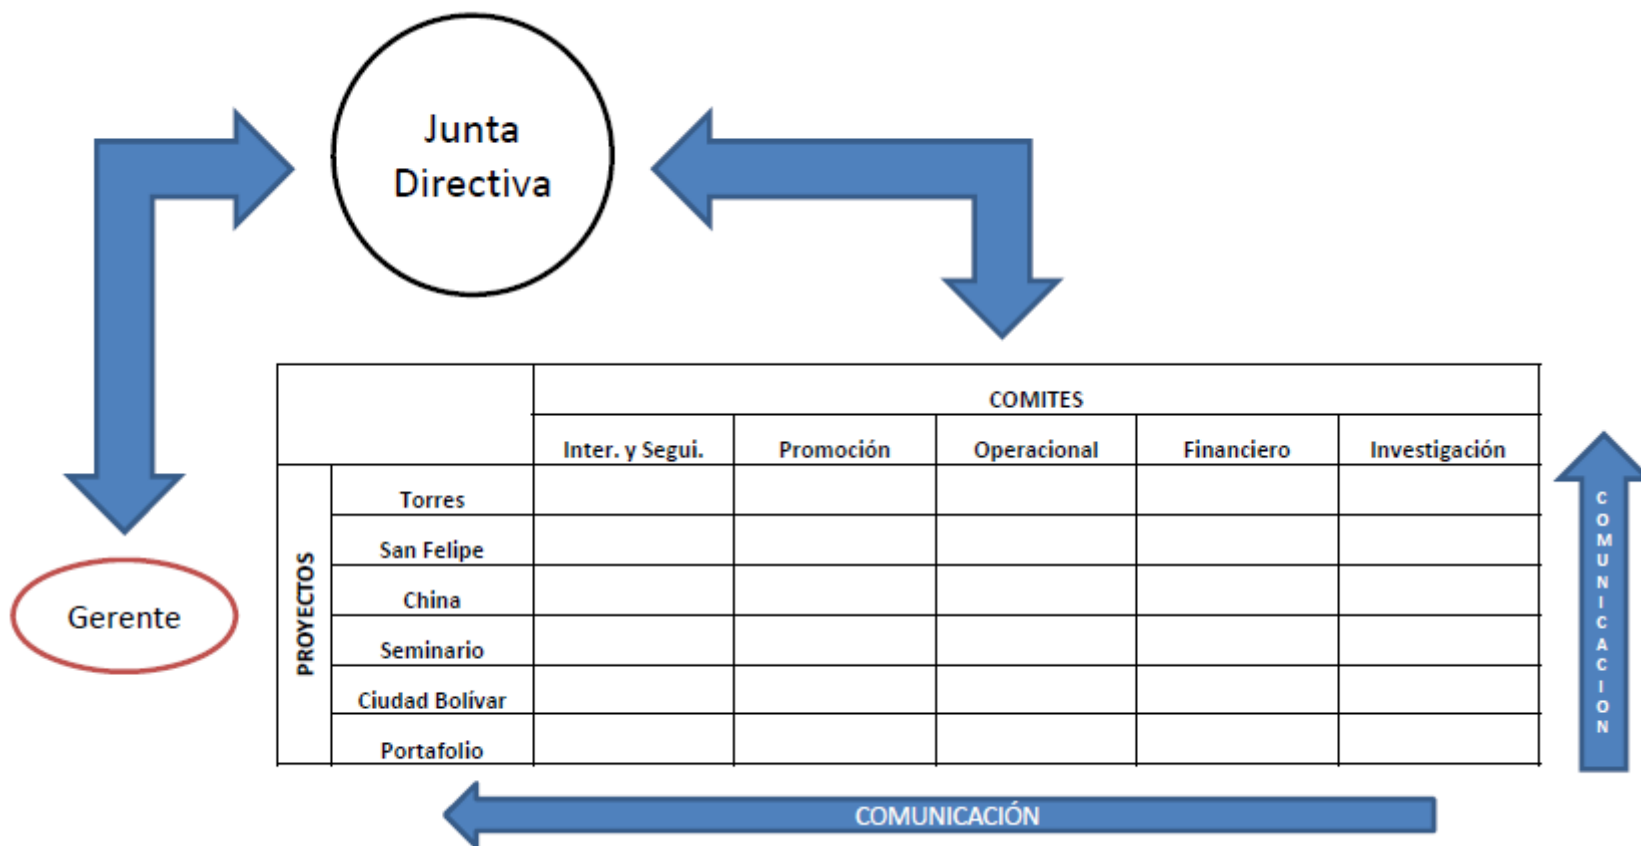 Junta
Directiva
Gerente
COMITES
Inter. y Segui. Promoción Operacional Financiero Investigación
PROYECTOS
Torres
San Felipe
China
Seminario
Ciudad Bolívar
Portafolio
COMUNICACION
COMUNICACIÓN